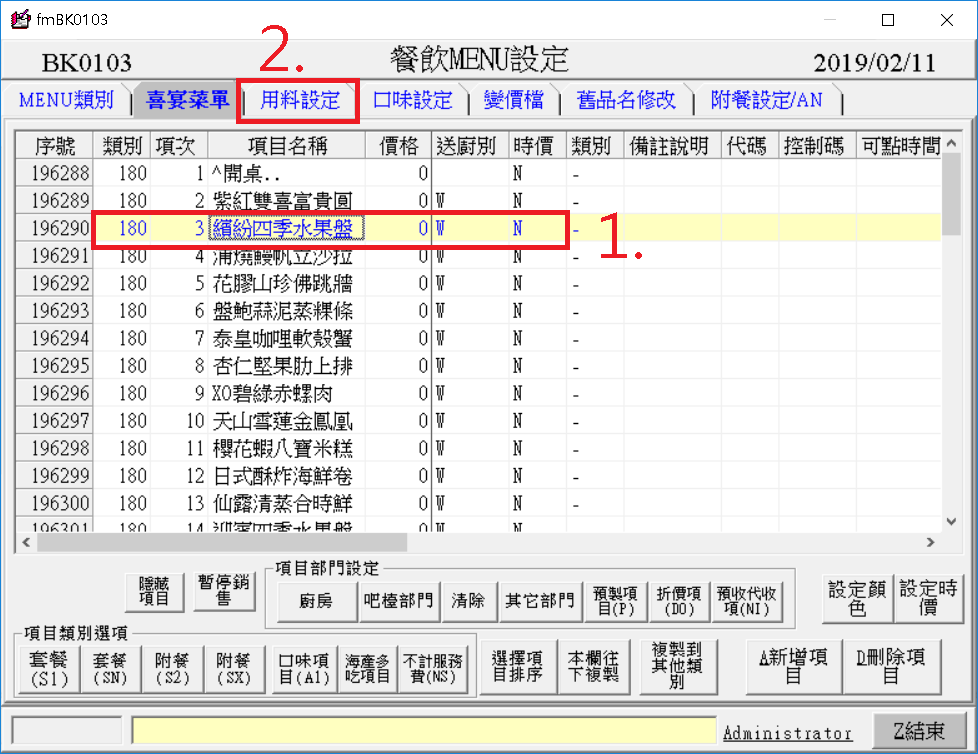 fmBK0103
BK0103 餐飲MENU設定 2019/02/11
2.
MENU類別 喜宴菜單 用料設定 口味設定 變價檔 舊品名修改 附餐設定/AN
序號 類別 項次 項目名稱 價格 送廚別 時價 類別 備註說明 代碼 控制碼 可點時間
196288 180 1 ^開桌.. 0 N -
196289 180 2 紫紅雙喜富貴圓 0 W N -
196290 180 3 繽紛四季水果盤 0 W N -
1.
196291 180 4 蒲燒鰻帆立沙拉 0 W N -
196292 180 5 花膠山珍佛跳牆 0 W N -
196293 180 6 盤鮑蒜泥蒸粿條 0 W N -
196294 180 7 泰皇咖哩軟殼蟹 0 W N -
196295 180 8 杏仁堅果肋上排 0 W N -
196296 180 9 XO碧綠赤螺肉 0 W N -
196297 180 10 天山雪蓮金鳳凰 0 W N -
196298 180 11 櫻花蝦八寶米糕 0 W N -
196299 180 12 日式酥炸海鮮卷 0 W N -
196300 180 13 仙露清蒸合時鮮 0 W N -
196301 180 14 迎賓四季水果盤 0 W N
隱藏項目 暫停銷售
項目部門設定
廚房 吧檯部門 清除 其它部門 預製項目(P) 折價項(DO) 預收代收項(NI)
設定顏色 設定時價
項目類別選項
套餐(S1) 套餐(SN) 附餐(S2) 附餐(SX) 口味項目(A1) 海產多吃項目 不計服務費(NS)
選擇項目排序 本欄往下複製 複製到其他類別 A新增項目 D刪除項目
Administrator Z結束